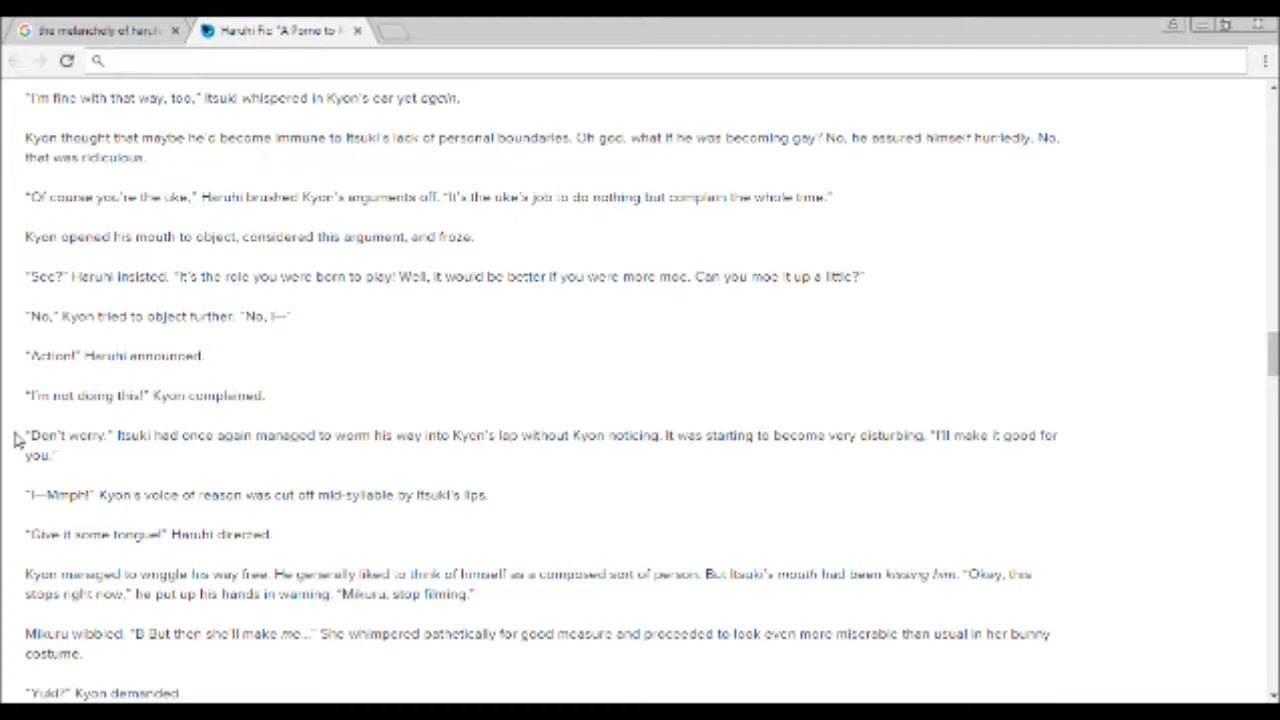 the melancholy of haruhi
Haruhi Fic "A Porno to
"I'm fine with that way, too," Itsuki whispered in Kyon's ear yet again.
Kyon thought that maybe he'd become immune to Itsuki's lack of personal boundaries. Oh god, what if he was becoming gay? No, he assured himself hurriedly. No,
that was ridiculous.
"Of course you're the uke," Haruhi brushed Kyon's arguments off. "It's the uke's job to do nothing but complain the whole time."
Kyon opened his mouth to object, considered this argument, and froze.
"See?" Haruhi insisted. "It's the role you were born to play! Well, it would be better if you were more moe. Can you moe it up a little?"
"No," Kyon tried to object further. "No, I—"
"Action!" Haruhi announced.
"I'm not doing this!" Kyon complained.
"Don't worry." Itsuki had once again managed to worm his way into Kyon's lap without Kyon noticing. It was starting to become very disturbing. "I'll make it good for
you."
"I—Mmph!" Kyon's voice of reason was cut off mid-syllable by Itsuki's lips.
"Give it some tongue!" Haruhi directed.
Kyon managed to wriggle his way free. He generally liked to think of himself as a composed sort of person. But Itsuki's mouth had been kissing him. "Okay, this
stops right now," he put up his hands in warning. "Mikuru, stop filming."
Mikuru wibbled. "B But then she'll make me..." She whimpered pathetically for good measure and proceeded to look even more miserable than usual in her bunny
costume.
"Yuki?" Kyon demanded.